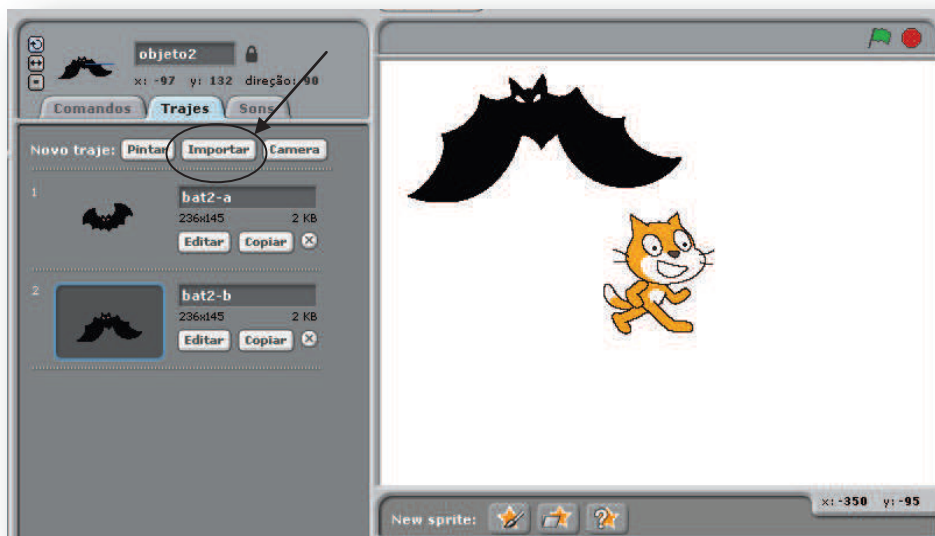 objeto2
x: -97 y: 132 direção: 90
Comandos Trajes Sons
Novo traje: Pintar Importar Camera
1
bat2-a
236x145 2 KB
Editar Copiar
2
bat2-b
236x145 2 KB
Editar Copiar
x: -350 y: -95
New sprite: